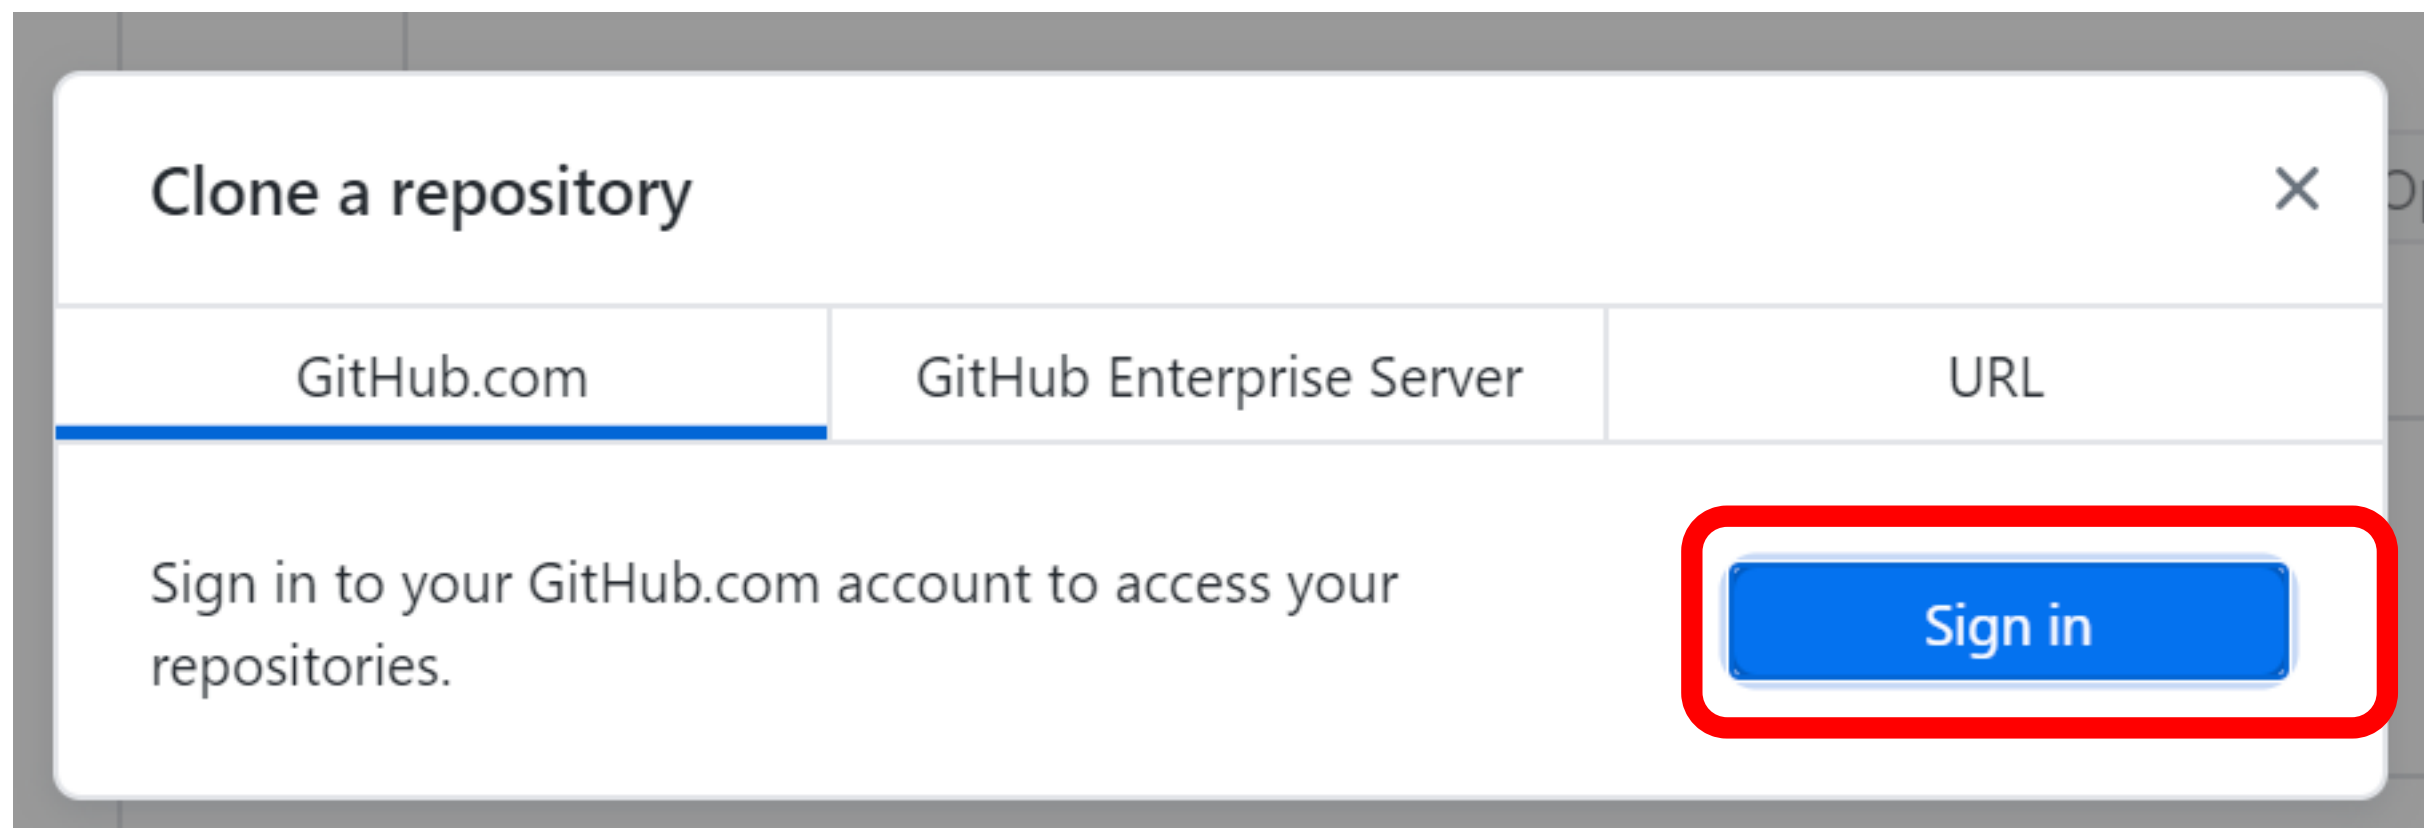 Clone a repository
GitHub.com
GitHub Enterprise Server
URL
Sign in to your GitHub.com account to access your
repositories.
Sign in